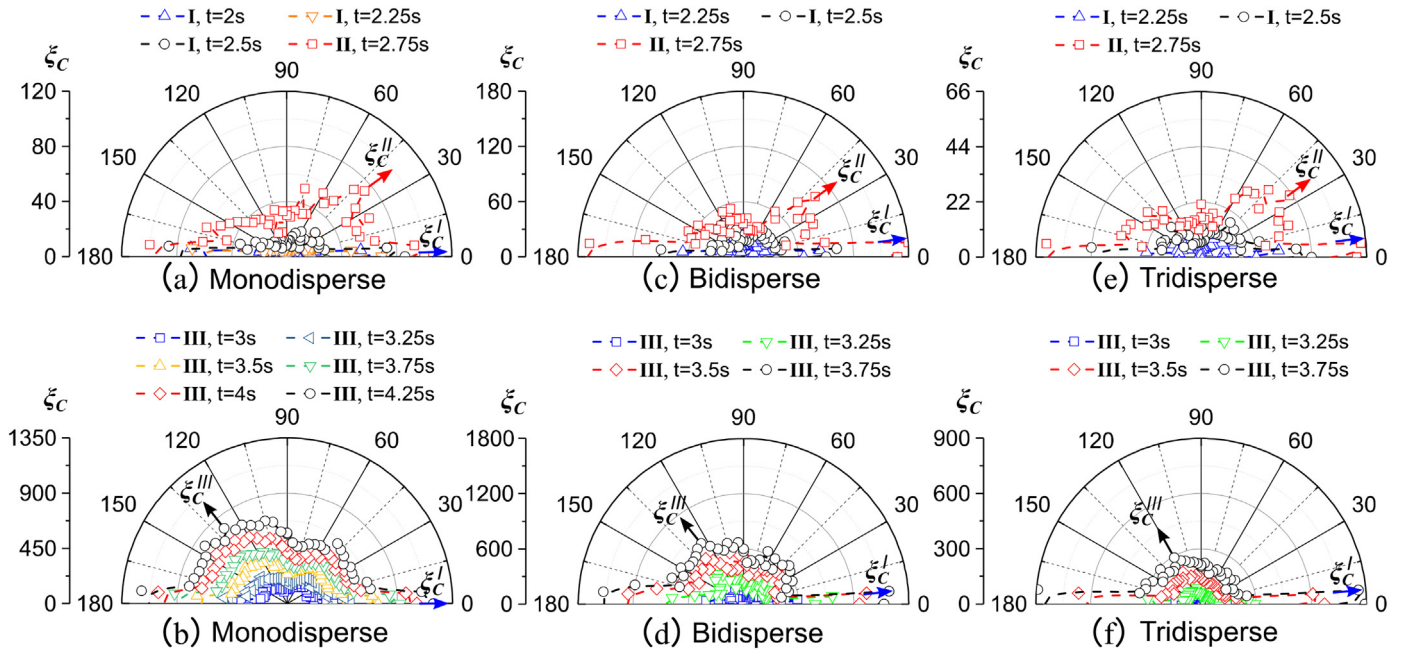 I, t=2s I, t=2.25s
I, t=2.5s II, t=2.75s
ξC
120
80
40
0
90
120
60
150
30
180
0
ξC^II
ξC^I
(a) Monodisperse
I, t=2.25s I, t=2.5s
II, t=2.75s
ξC
180
120
60
0
90
120
60
150
30
180
0
ξC^II
ξC^I
(c) Bidisperse
I, t=2.25s I, t=2.5s
II, t=2.75s
ξC
66
44
22
0
90
120
60
150
30
180
0
ξC^II
ξC^I
(e) Tridisperse
III, t=3s III, t=3.25s
III, t=3.5s III, t=3.75s
III, t=4s III, t=4.25s
ξC
1350
900
450
0
90
120
60
150
30
180
0
ξC^III
ξC^I
(b) Monodisperse
III, t=3s III, t=3.25s
III, t=3.5s III, t=3.75s
ξC
1800
1200
600
0
90
120
60
150
30
180
0
ξC^III
ξC^I
(d) Bidisperse
III, t=3s III, t=3.25s
III, t=3.5s III, t=3.75s
ξC
900
600
300
0
90
120
60
150
30
180
0
ξC^III
ξC^I
(f) Tridisperse